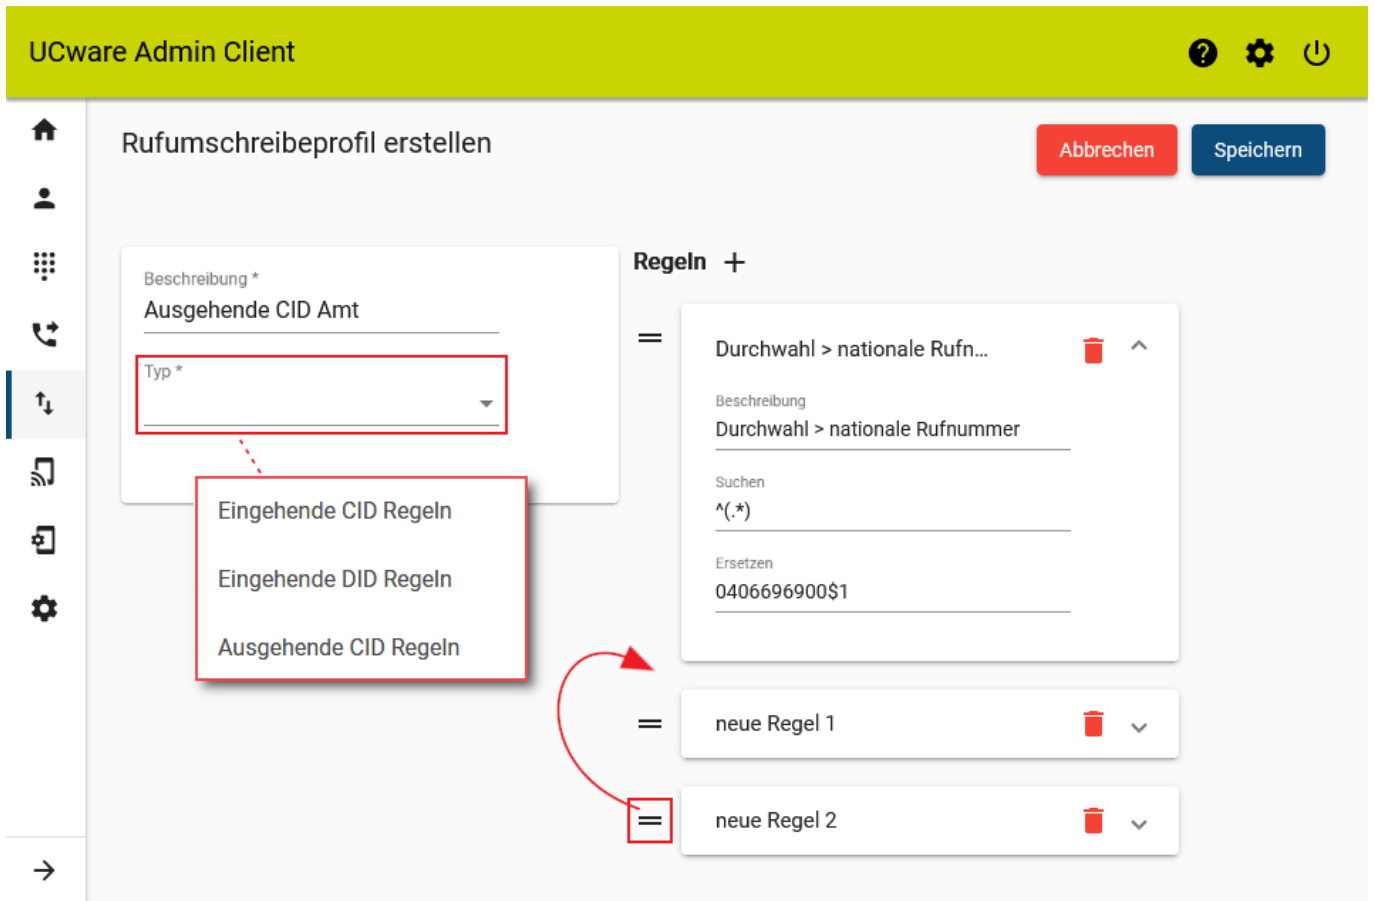 UCware Admin Client
Rufumschreibeprofil erstellen
Abbrechen
Speichern
Beschreibung *
Ausgehende CID Amt
Typ *
Eingehende CID Regeln
Eingehende DID Regeln
Ausgehende CID Regeln
Regeln +
Durchwahl > nationale Rufn...
Beschreibung
Durchwahl > nationale Rufnummer
Suchen
^(.*)
Ersetzen
0406696900$1
neue Regel 1
neue Regel 2